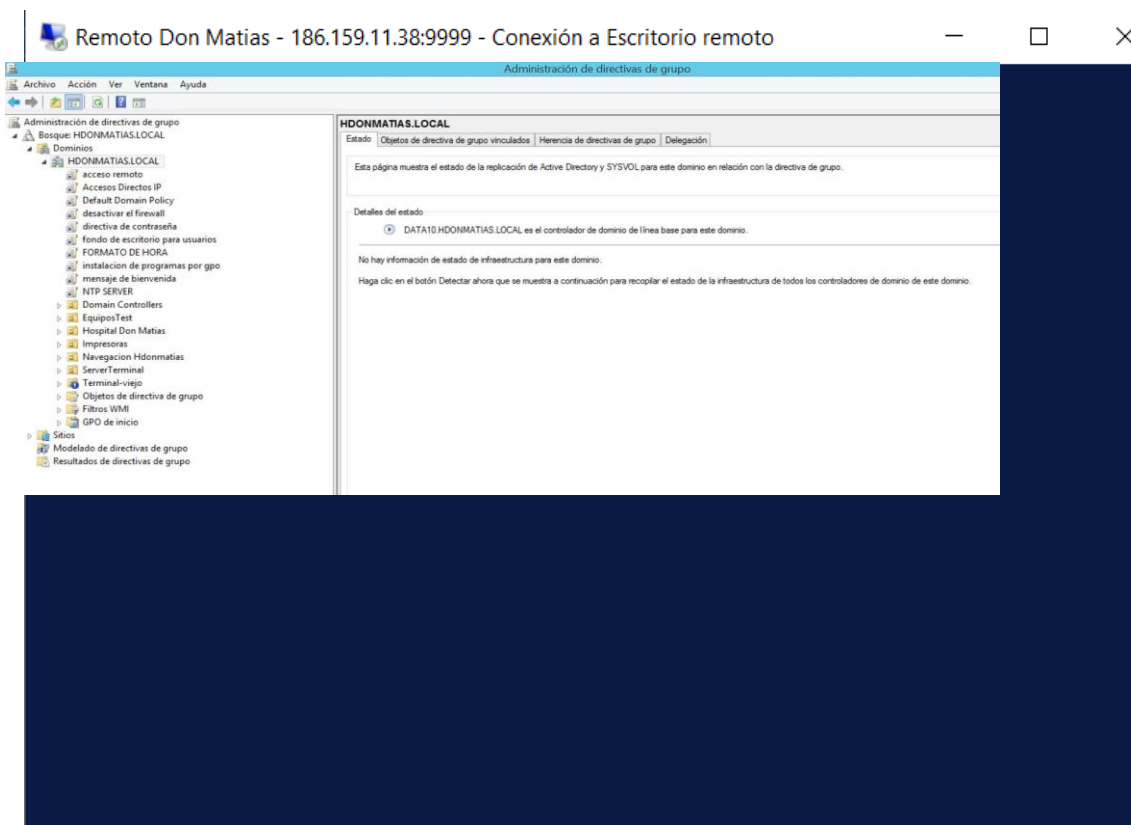 Remoto Don Matias - 186.159.11.38:9999 - Conexión a Escritorio remoto
Administración de directivas de grupo
Archivo Acción Ver Ventana Ayuda
Administración de directivas de grupo
Bosque: HDONMATIAS.LOCAL
Dominios
HDONMATIAS.LOCAL
acceso remoto
Accesos Directos IP
Default Domain Policy
desactivar el firewall
directiva de contraseña
fondo de escritorio para usuarios
FORMATO DE HORA
instalacion de programas por gpo
mensaje de bienvenida
NTP SERVER
Domain Controllers
EquiposTest
Hospital Don Matias
Impresoras
Navegacion Hdonmatias
ServerTerminal
Terminal-viejo
Objetos de directiva de grupo
Filtros WMI
GPO de inicio
Sitios
Modelado de directivas de grupo
Resultados de directivas de grupo
HDONMATIAS.LOCAL
Estado Objetos de directiva de grupo vinculados Herencia de directivas de grupo Delegación
Esta página muestra el estado de la replicación de Active Directory y SYSVOL para este dominio en relación con la directiva de grupo.
Detalles del estado
DATA10.HDONMATIAS.LOCAL es el controlador de dominio de línea base para este dominio.
No hay información de estado de infraestructura para este dominio.
Haga clic en el botón Detectar ahora que se muestra a continuación para recopilar el estado de la infraestructura de todos los controladores de dominio de este dominio.